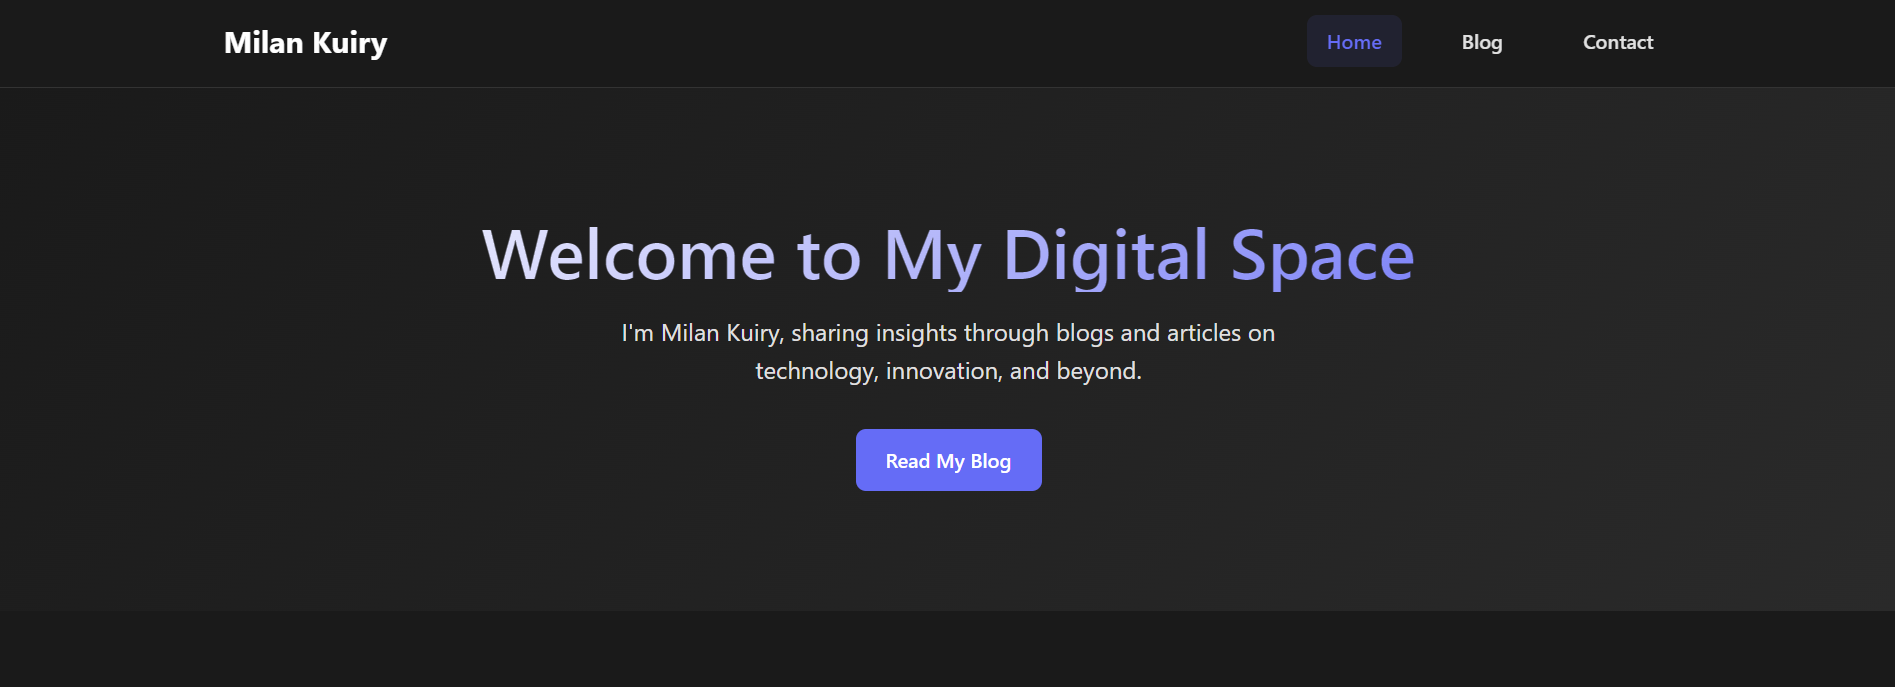 Milan Kuiry
Home
Blog
Contact
Welcome to My Digital Space
I'm Milan Kuiry, sharing insights through blogs and articles on
technology, innovation, and beyond.
Read My Blog